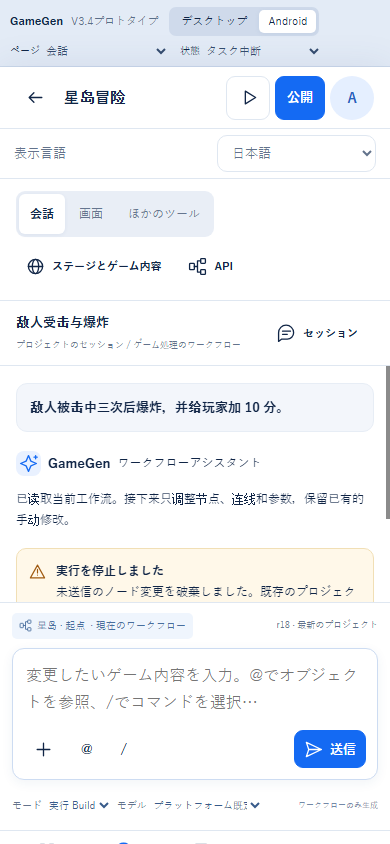 GameGen V3.4プロトタイプ デスクトップ Android
ページ 会話 状態 タスク中断
星岛冒险 公開 A
表示言語 日本語
会話 画面 ほかのツール
ステージとゲーム内容 API
敌人受击与爆炸
プロジェクトのセッション / ゲーム処理のワークフロー
セッション
敌人被击中三次后爆炸，并给玩家加 10 分。
GameGen ワークフローアシスタント
已读取当前工作流。接下来只调整节点、连线和参数，保留已有的
手动修改。
実行を停止しました
未送信のノード変更を破棄しました。既存のプロジェク
星岛 · 起点 · 現在のワークフロー r18 · 最新のプロジェクト
変更したいゲーム内容を入力。@でオブジェク
トを参照、/でコマンドを選択…
@ / 送信
モード 実行 Build モデル プラットフォーム既 ワークフローのみ生成